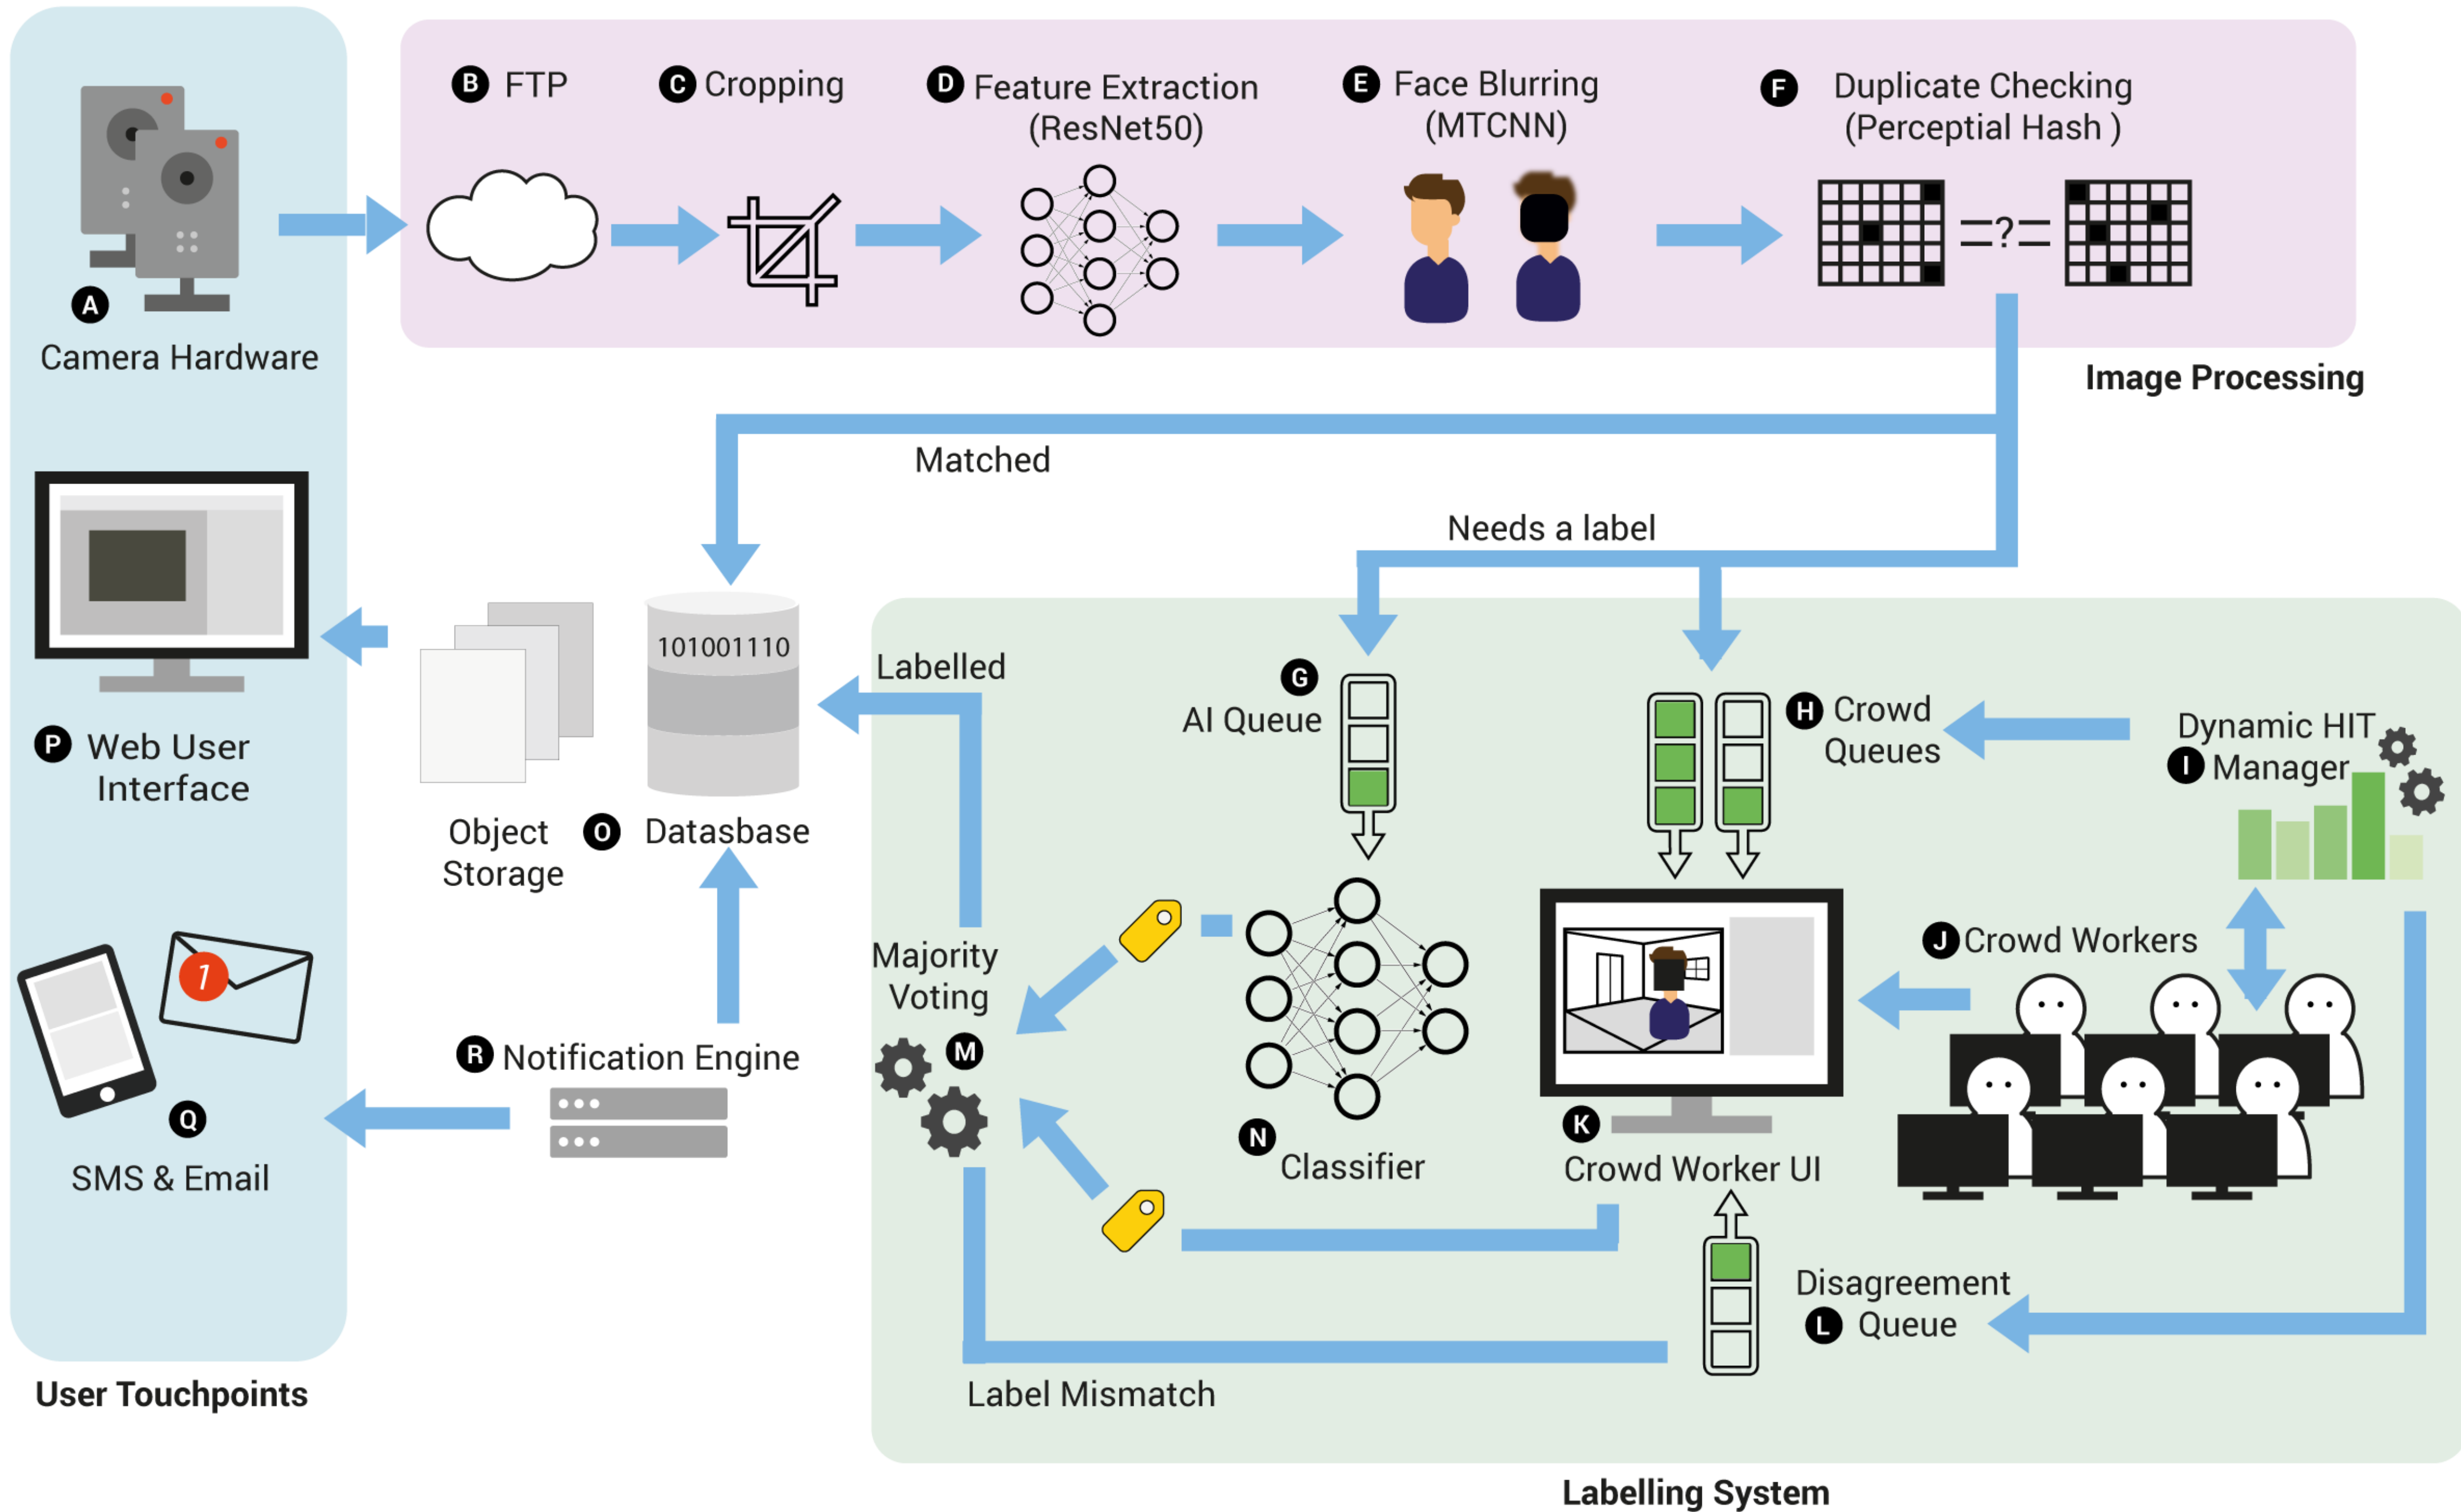 B FTP
C Cropping
D Feature Extraction
(ResNet50)
E Face Blurring
(MTCNN)
F Duplicate Checking
(Perceptial Hash )
=?=
A
Camera Hardware
Image Processing
Matched
Needs a label
101001110
Labelled
G
AI Queue
H Crowd
Queues
Dynamic HIT
I Manager
P Web User
Interface
Object
Storage
O Datasbase
J Crowd Workers
Majority
Voting
M
1
R Notification Engine
Q
SMS & Email
N
Classifier
K
Crowd Worker UI
Disagreement
L Queue
Label Mismatch
User Touchpoints
Labelling System